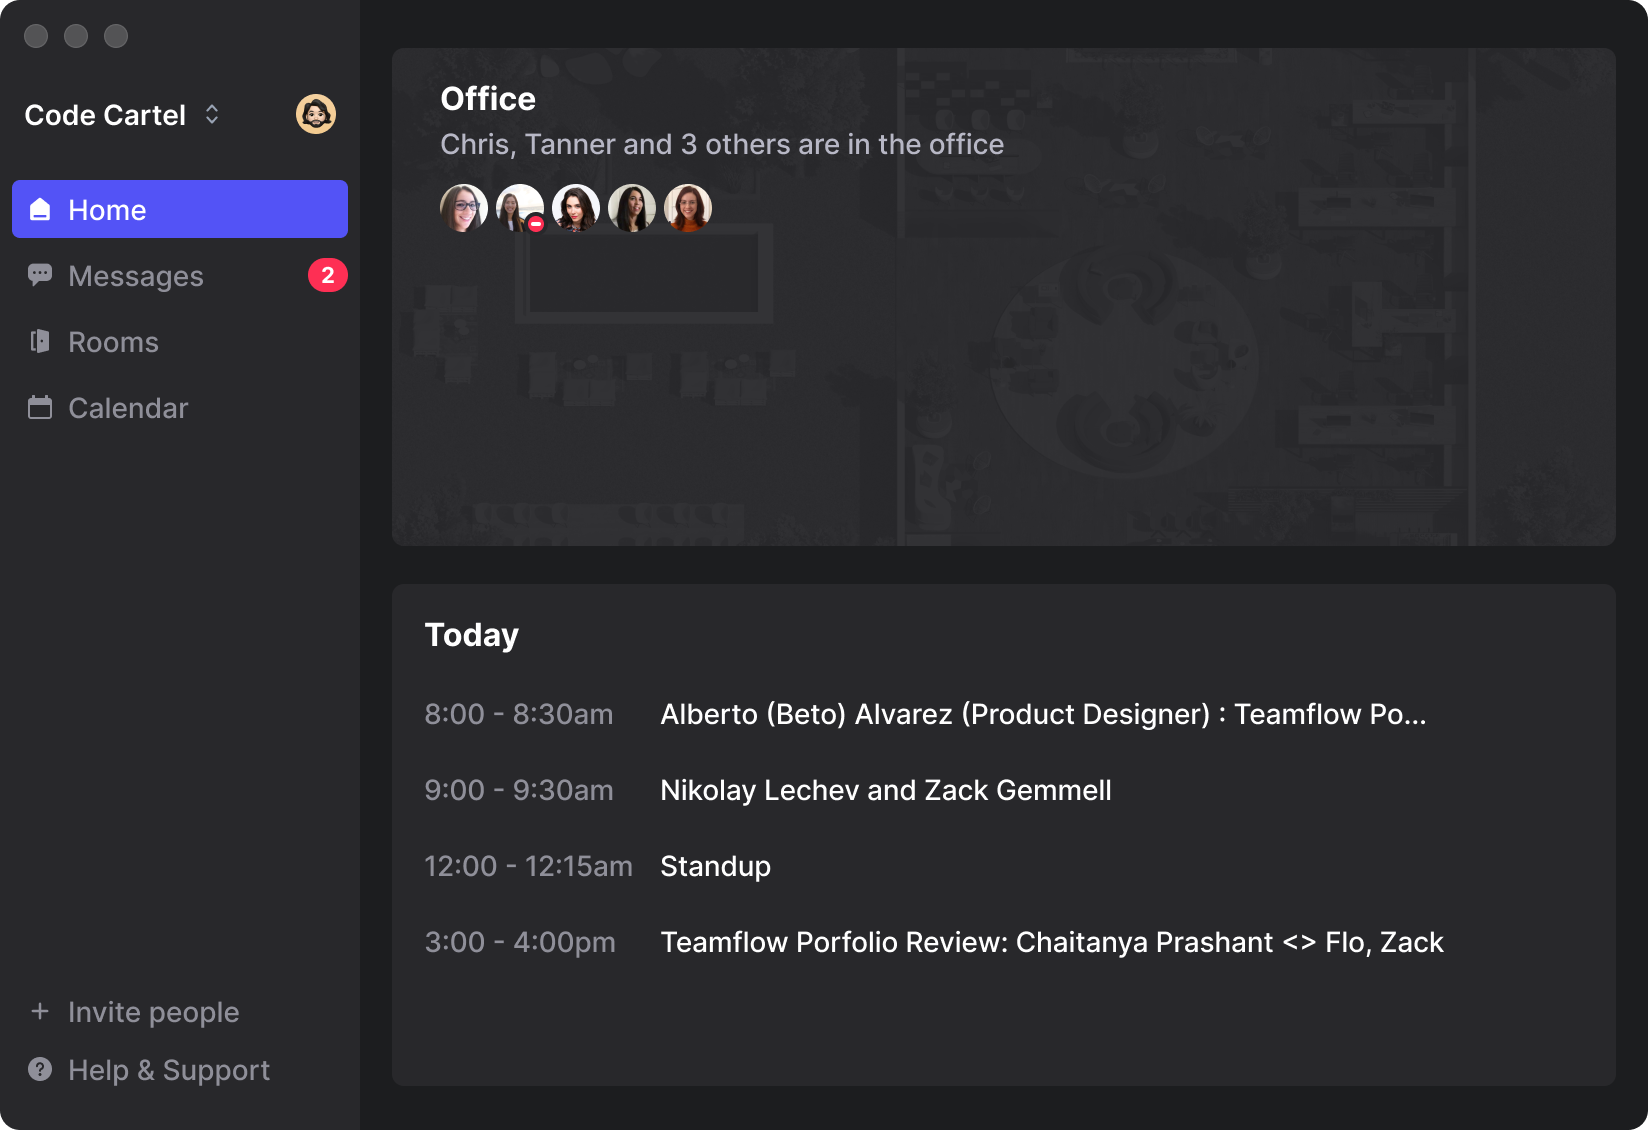 Code Cartel
Home
Messages
2
Rooms
Calendar
Invite people
Help & Support
Office
Chris, Tanner and 3 others are in the office
Today
8:00 - 8:30am Alberto (Beto) Alvarez (Product Designer) : Teamflow Po...
9:00 - 9:30am Nikolay Lechev and Zack Gemmell
12:00 - 12:15am Standup
3:00 - 4:00pm Teamflow Porfolio Review: Chaitanya Prashant <> Flo, Zack